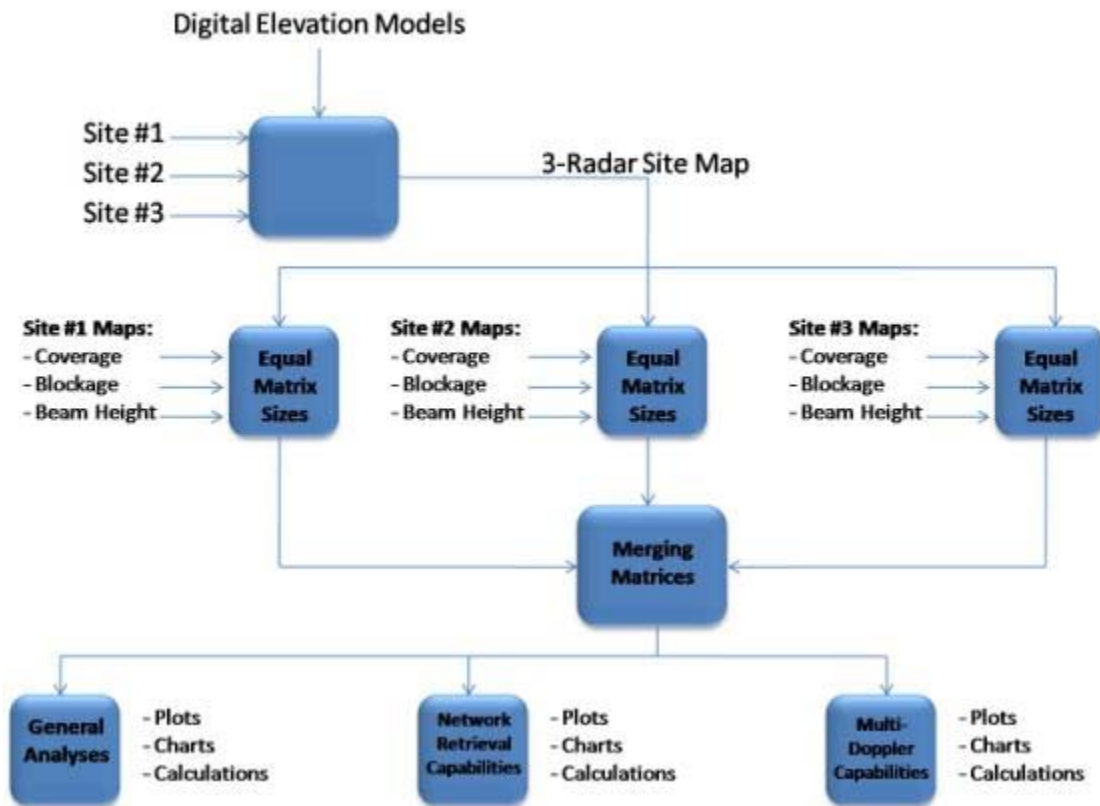 Digital Elevation Models
Site #1
Site #2
Site #3
3-Radar Site Map
Site #1 Maps:
- Coverage
- Blockage
- Beam Height
Equal
Matrix
Sizes
Site #2 Maps:
- Coverage
- Blockage
- Beam Height
Equal
Matrix
Sizes
Site #3 Maps:
- Coverage
- Blockage
- Beam Height
Equal
Matrix
Sizes
Merging
Matrices
General
Analyses
- Plots
- Charts
- Calculations
Network
Retrieval
Capabilities
- Plots
- Charts
- Calculations
Multi-
Doppler
Capabilities
- Plots
- Charts
- Calculations